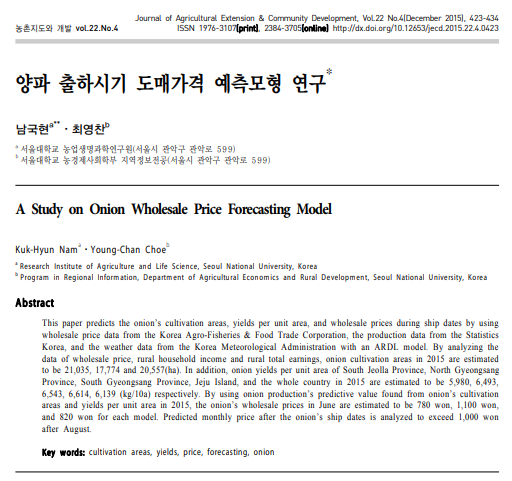 Journal of Agricultural Extension & Community Development, Vol.22 No.4(December 2015), 423-434
농촌지도와 개발 vol.22.No.4
ISSN 1976-3107(print), 2384-3705(online) http://dx.doi.org/10.12653/jecd.2015.22.4.0423
양파 출하시기 도매가격 예측모형 연구*
남국현a**・최영찬b
a 서울대학교 농업생명과학연구원(서울시 관악구 관악로 599)
b 서울대학교 농경제사회학부 지역정보전공(서울시 관악구 관악로 599)
A Study on Onion Wholesale Price Forecasting Model
Kuk-Hyun Nama・Young-Chan Choeb
a Research Institute of Agriculture and Life Science, Seoul National University, Korea
b Program in Regional Information, Department of Agricultural Economics and Rural Development, Seoul National University, Korea
Abstract
This paper predicts the onion's cultivation areas, yields per unit area, and wholesale prices during ship dates by using
wholesale price data from the Korea Agro-Fisheries & Food Trade Corporation, the production data from the Statistics
Korea, and the weather data from the Korea Meteorological Administration with an ARDL model. By analyzing the
data of wholesale price, rural household income and rural total earnings, onion cultivation areas in 2015 are estimated
to be 21,035, 17,774 and 20,557(ha). In addition, onion yields per unit area of South Jeolla Province, North Gyeongsang
Province, South Gyeongsang Province, Jeju Island, and the whole country in 2015 are estimated to be 5,980, 6,493,
6,543, 6,614, 6,139 (kg/10a) respectively. By using onion production's predictive value found from onion's cultivation
areas and yields per unit area in 2015, the onion's wholesale prices in June are estimated to be 780 won, 1,100 won,
and 820 won for each model. Predicted monthly price after the onion's ship dates is analyzed to exceed 1,000 won
after August.
Key words: cultivation areas, yields, price, forecasting, onion